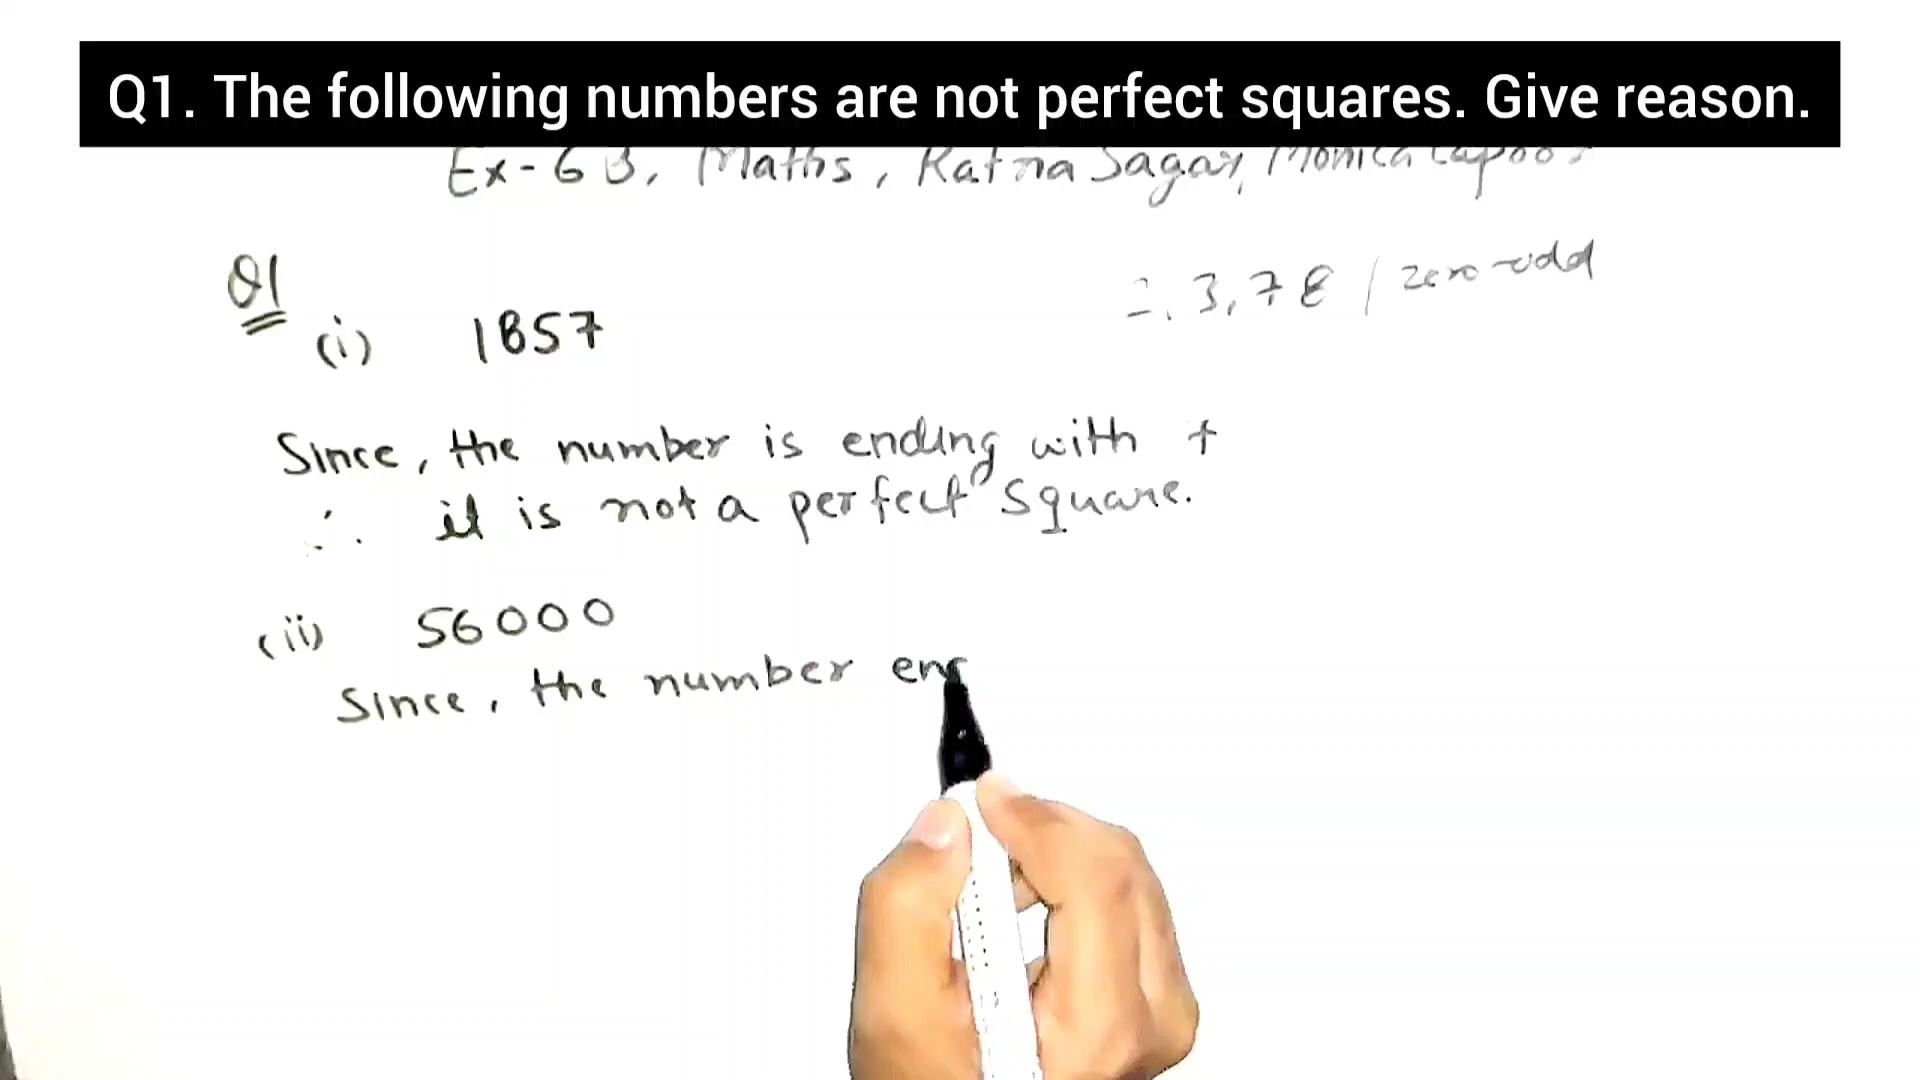 Q1. The following numbers are not perfect squares. Give reason.
Ex-6B, Maths, Ratna Sagar, Monica Kapoor
Q1
2, 3, 7 8 / zero-odd
(i) 1857
Since, the number is ending with 7
∴ it is not a perfect square.
(ii) 56000
Since, the number en